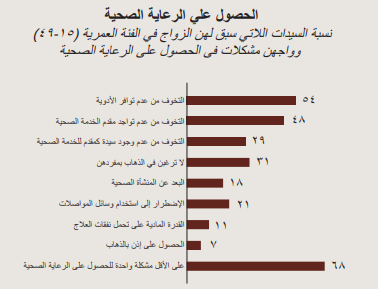 الحصول علي الرعاية الصحية
نسبة السيدات اللاتي سبق لهن الزواج في الفئة العمرية (١٥-٤٩)
وواجهن مشكلات فى الحصول على الرعاية الصحية
التخوف من عدم توافر الأدوية ٥٤
التخوف من عدم تواجد مقدم الخدمة الصحية ٤٨
التخوف من عدم وجود سيدة كمقدم للخدمة الصحية ٢٩
لا ترغبن في الذهاب بمفردهن ٣١
البعد عن المنشأة الصحية ١٨
الإضطرار إلى استخدام وسائل المواصلات ٢١
القدرة المادية على تحمل نفقات العلاج ١١
الحصول على إذن بالذهاب ٧
على الأقل مشكلة واحدة للحصول على الرعاية الصحية ٦٨